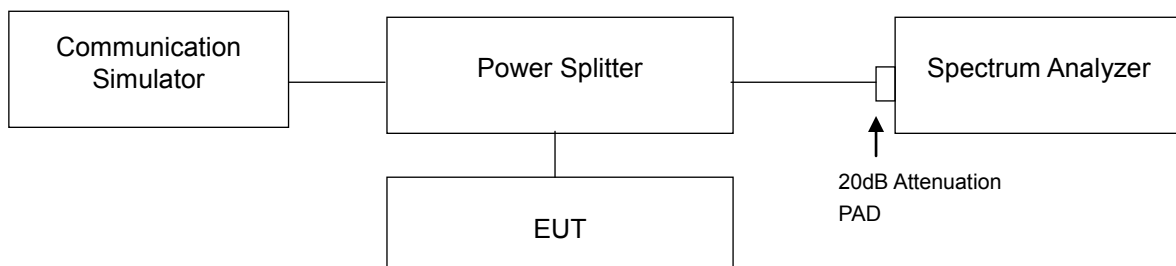 Communication
Simulator
Power Splitter
Spectrum Analyzer
20dB Attenuation
PAD
EUT